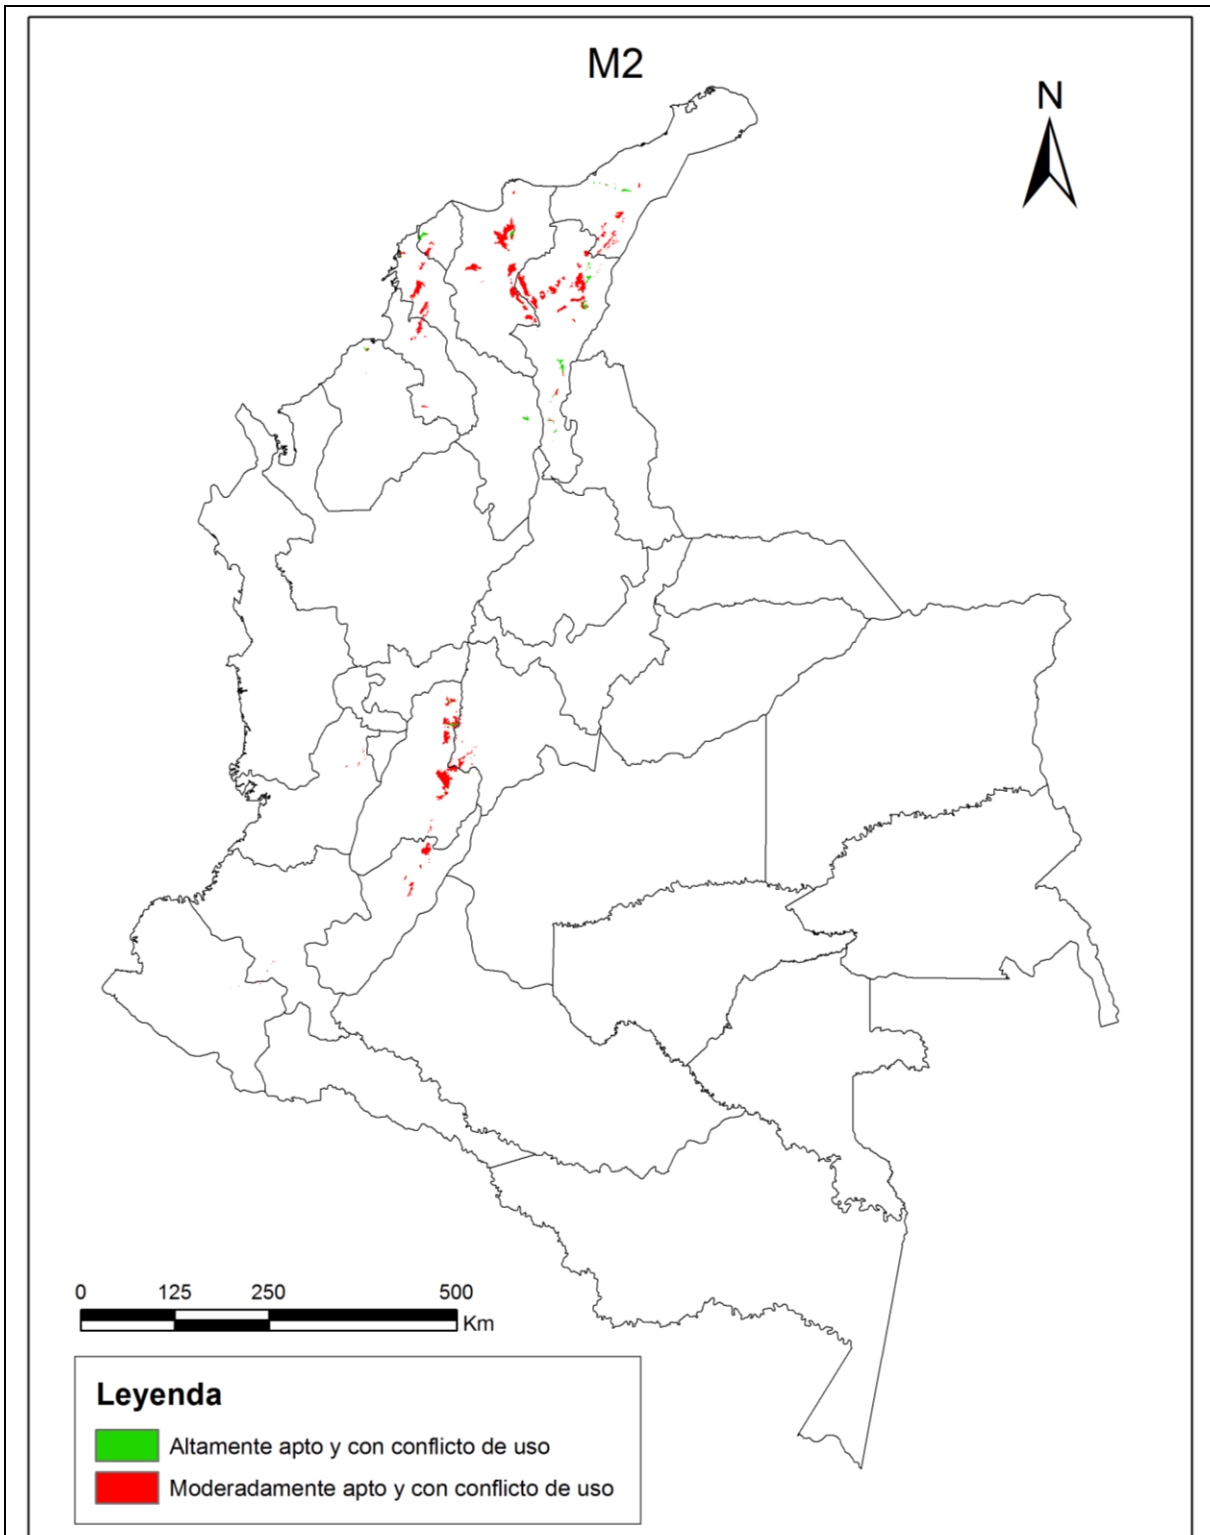 M2
N
0 125 250 500
Km
Leyenda
Altamente apto y con conflicto de uso
Moderadamente apto y con conflicto de uso